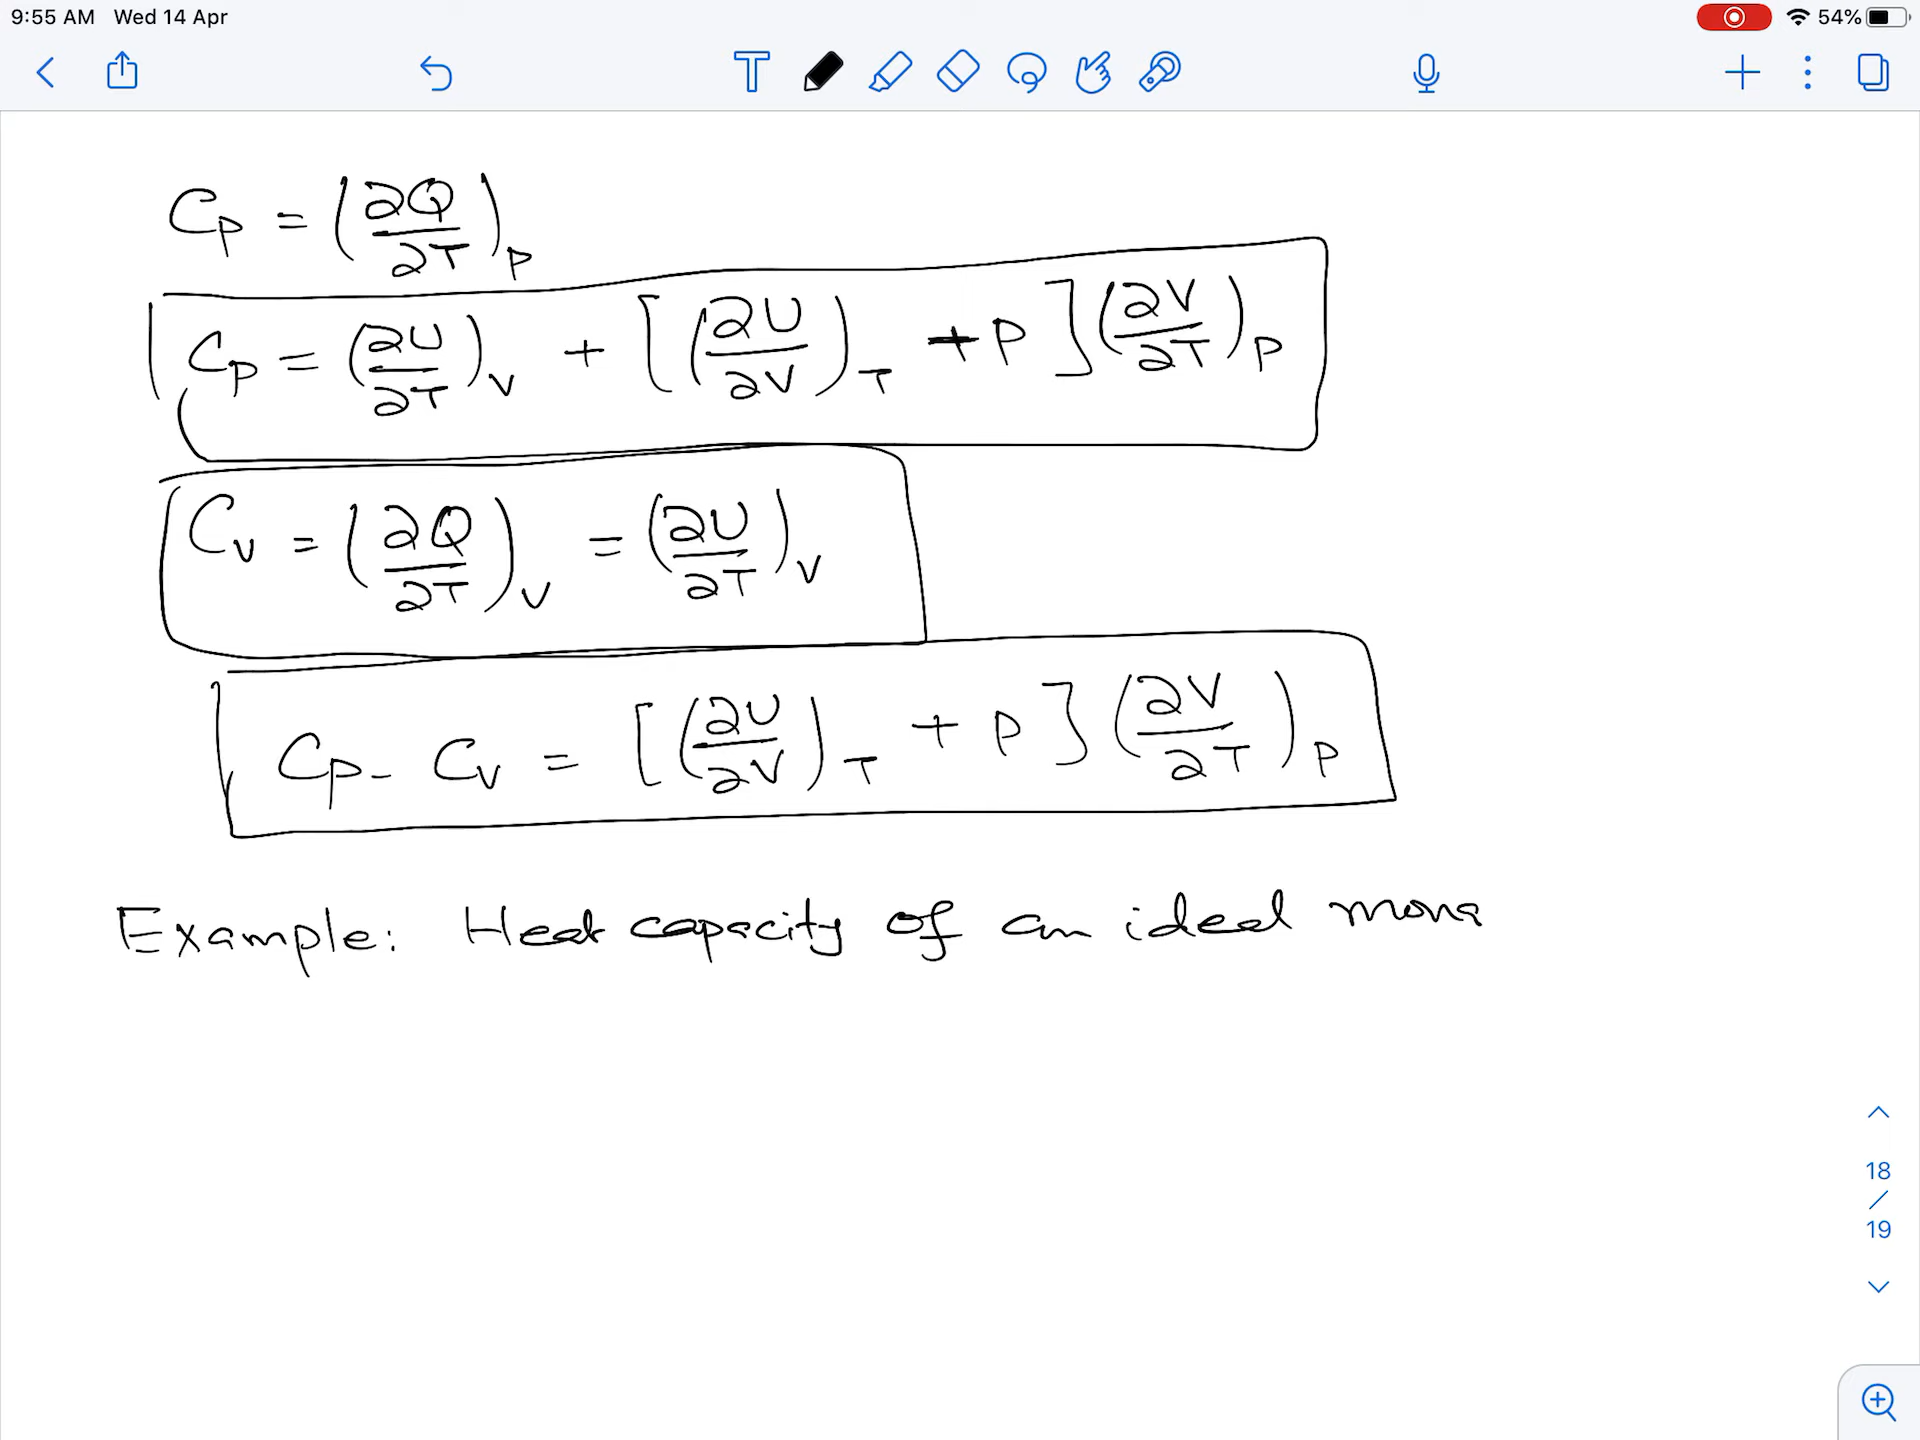 9:55 AM Wed 14 Apr 54%
T
Cp = (∂Q/∂T)P
Cp = (∂U/∂T)V + [(∂U/∂V)T + P](∂V/∂T)P
Cv = (∂Q/∂T)V = (∂U/∂T)V
Cp - Cv = [(∂U/∂V)T + P](∂V/∂T)P
Example: Heat capacity of an ideal mona
18
/
19